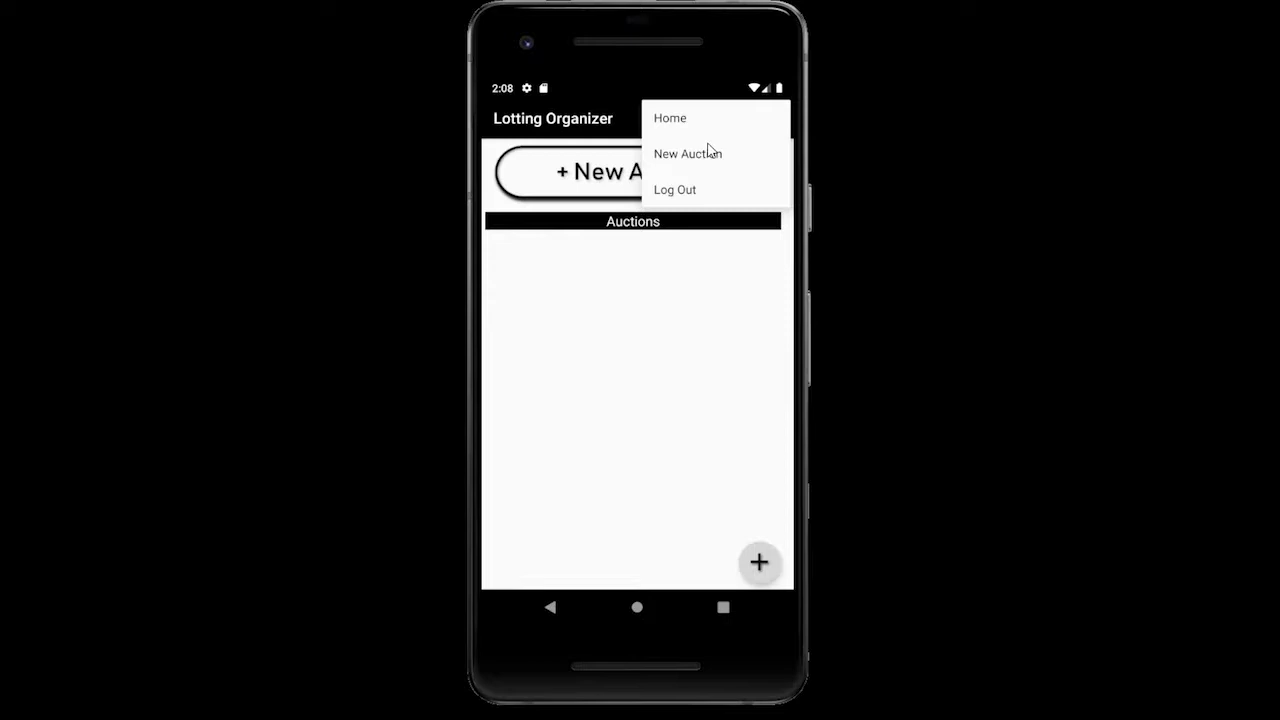 2:08
Lotting Organizer
Home
New Auction
Log Out
+ New A
Auctions
+